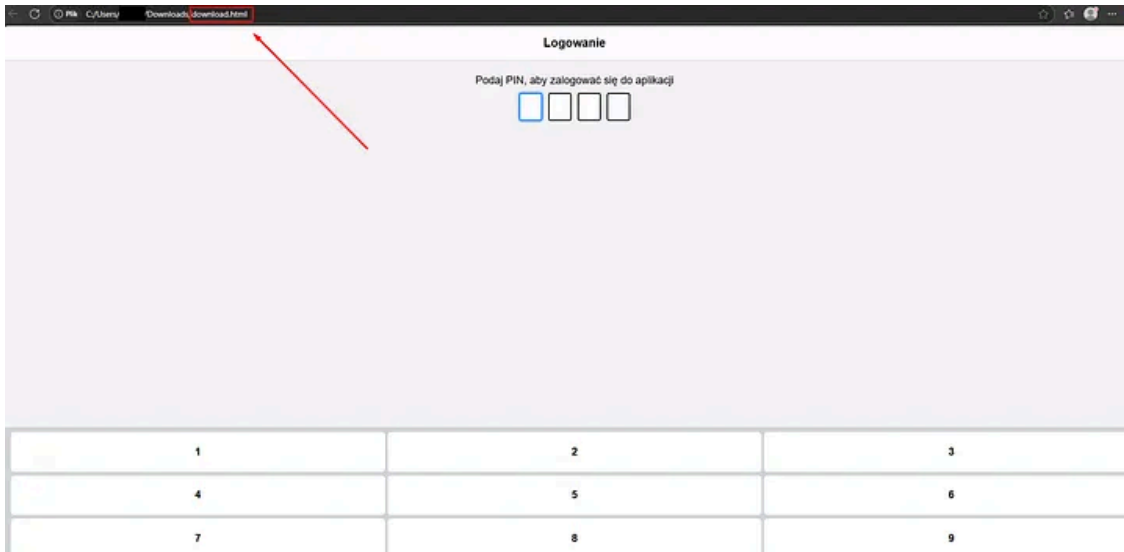 Plik C:/Users/ /Downloads/download.html
Logowanie
Podaj PIN, aby zalogować się do aplikacji
1 2 3
4 5 6
7 8 9